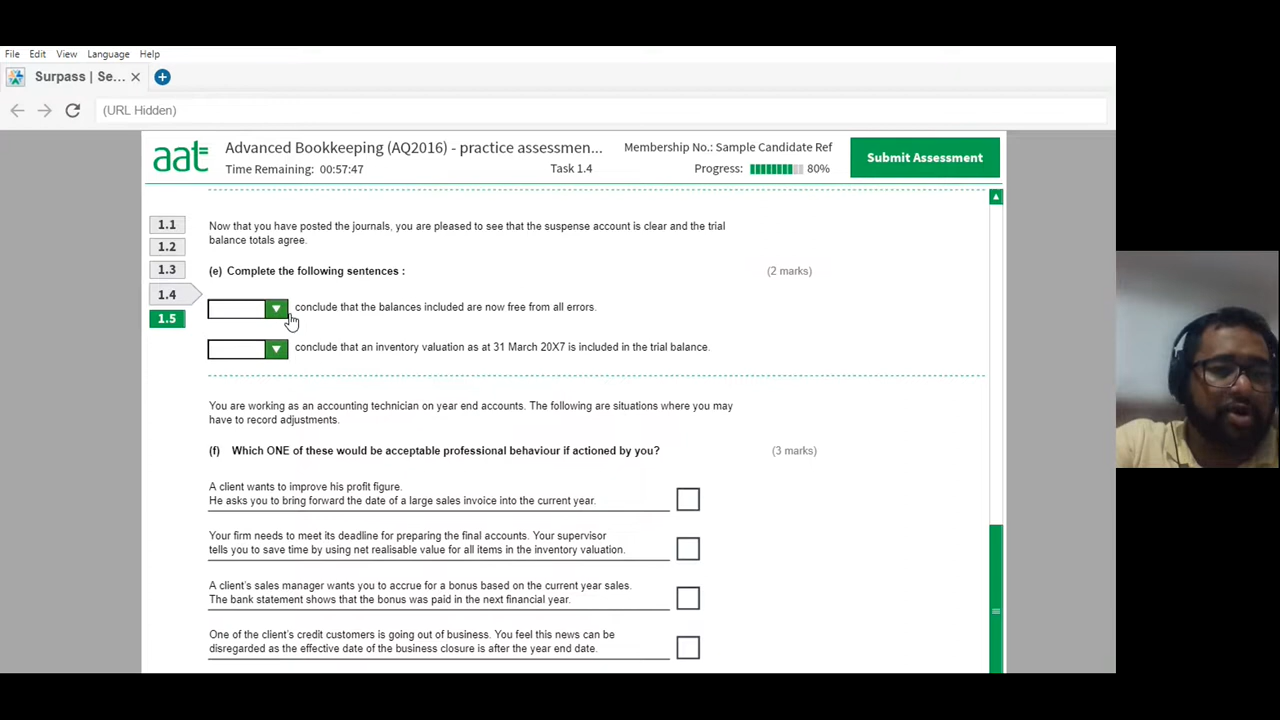 File Edit View Language Help
Surpass | Se...
(URL Hidden)
aat
Advanced Bookkeeping (AQ2016) - practice assessmen...
Membership No.: Sample Candidate Ref
Submit Assessment
Time Remaining: 00:57:47
Task 1.4
Progress: 80%
1.1
1.2
1.3
1.4
1.5
Now that you have posted the journals, you are pleased to see that the suspense account is clear and the trial
balance totals agree.
(e) Complete the following sentences : (2 marks)
conclude that the balances included are now free from all errors.
conclude that an inventory valuation as at 31 March 20X7 is included in the trial balance.
You are working as an accounting technician on year end accounts. The following are situations where you may
have to record adjustments.
(f) Which ONE of these would be acceptable professional behaviour if actioned by you? (3 marks)
A client wants to improve his profit figure.
He asks you to bring forward the date of a large sales invoice into the current year.
Your firm needs to meet its deadline for preparing the final accounts. Your supervisor
tells you to save time by using net realisable value for all items in the inventory valuation.
A client's sales manager wants you to accrue for a bonus based on the current year sales.
The bank statement shows that the bonus was paid in the next financial year.
One of the client's credit customers is going out of business. You feel this news can be
disregarded as the effective date of the business closure is after the year end date.